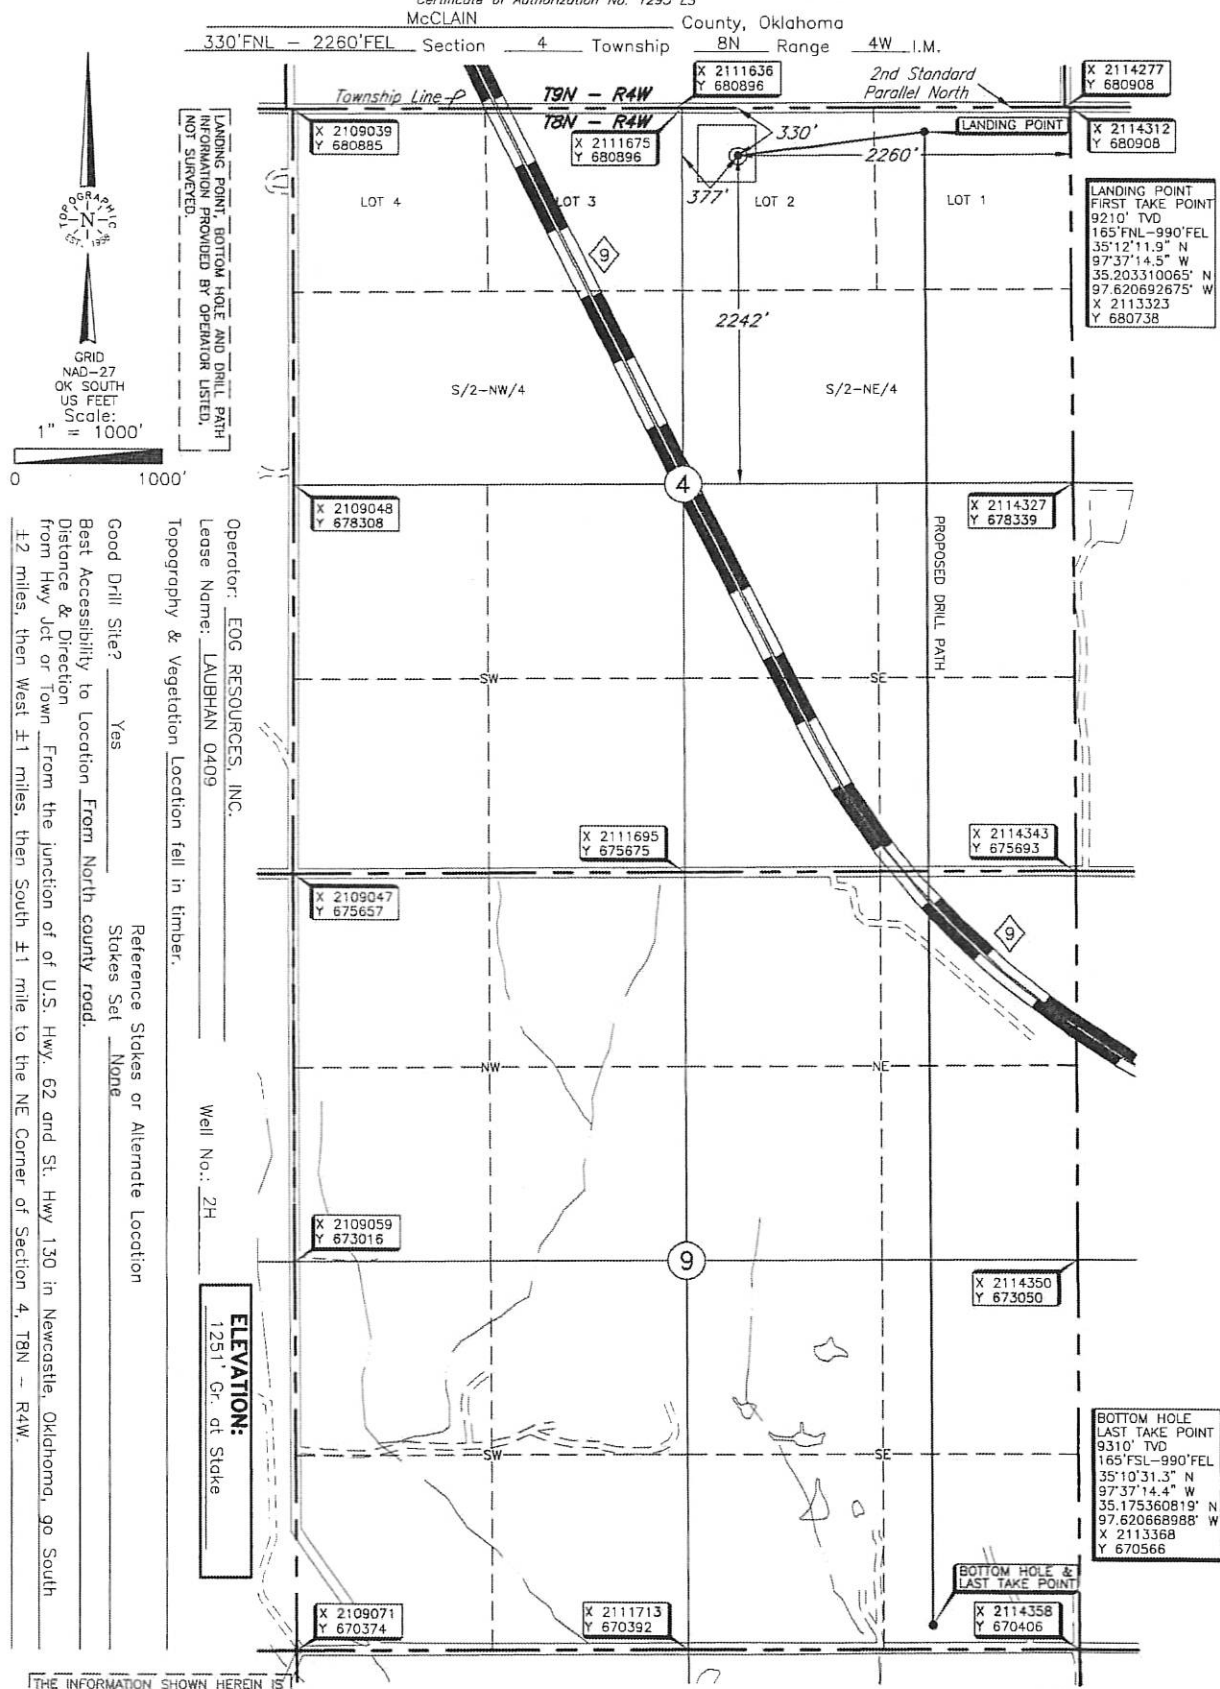 Certificate of Authorization No. 1293 LS
McCLAIN County, Oklahoma
330'FNL - 2260'FEL Section 4 Township 8N Range 4W I.M.
X 2111636
Y 680896
2nd Standard
Parallel North
X 2114277
Y 680908
Township Line
T9N - R4W
T8N - R4W
X 2109039
Y 680885
X 2111675
Y 680896
330'
LANDING POINT
X 2114312
Y 680908
2260'
377'
LOT 4
LOT 3
LOT 2
LOT 1
LANDING POINT, BOTTOM HOLE AND DRILL PATH
INFORMATION PROVIDED BY OPERATOR LISTED,
NOT SURVEYED.
TOPOGRAPHIC
N
EST. 1956
GRID
NAD-27
OK SOUTH
US FEET
Scale:
1" = 1000'
0 1000'
LANDING POINT
FIRST TAKE POINT
9210' TVD
165'FNL-990'FEL
35°12'11.9" N
97°37'14.5" W
35.203310065° N
97.620692675° W
X 2113323
Y 680738
9
2242'
S/2-NW/4
S/2-NE/4
4
X 2109048
Y 678308
X 2114327
Y 678339
PROPOSED DRILL PATH
SW
SE
X 2111695
Y 675675
X 2114343
Y 675693
X 2109047
Y 675657
9
NW
NE
X 2109059
Y 673016
9
X 2114350
Y 673050
SW
SE
BOTTOM HOLE
LAST TAKE POINT
9310' TVD
165'FSL-990'FEL
35°10'31.3" N
97°37'14.4" W
35.175360819° N
97.620668988° W
X 2113368
Y 670566
BOTTOM HOLE &
LAST TAKE POINT
X 2109071
Y 670374
X 2111713
Y 670392
X 2114358
Y 670406
Operator: EOG RESOURCES, INC.
Lease Name: LAUBHAN 0409 Well No.: 2H
ELEVATION:
1251' Gr. at Stake
Topography & Vegetation Location fell in timber.
Reference Stakes or Alternate Location
Good Drill Site? Yes Stakes Set None
Best Accessibility to Location From North county road.
Distance & Direction
from Hwy Jct or Town From the junction of of U.S. Hwy. 62 and St. Hwy 130 in Newcastle, Oklahoma, go South
±2 miles, then West ±1 miles, then South ±1 mile to the NE Corner of Section 4, T8N - R4W.
THE INFORMATION SHOWN HEREIN IS